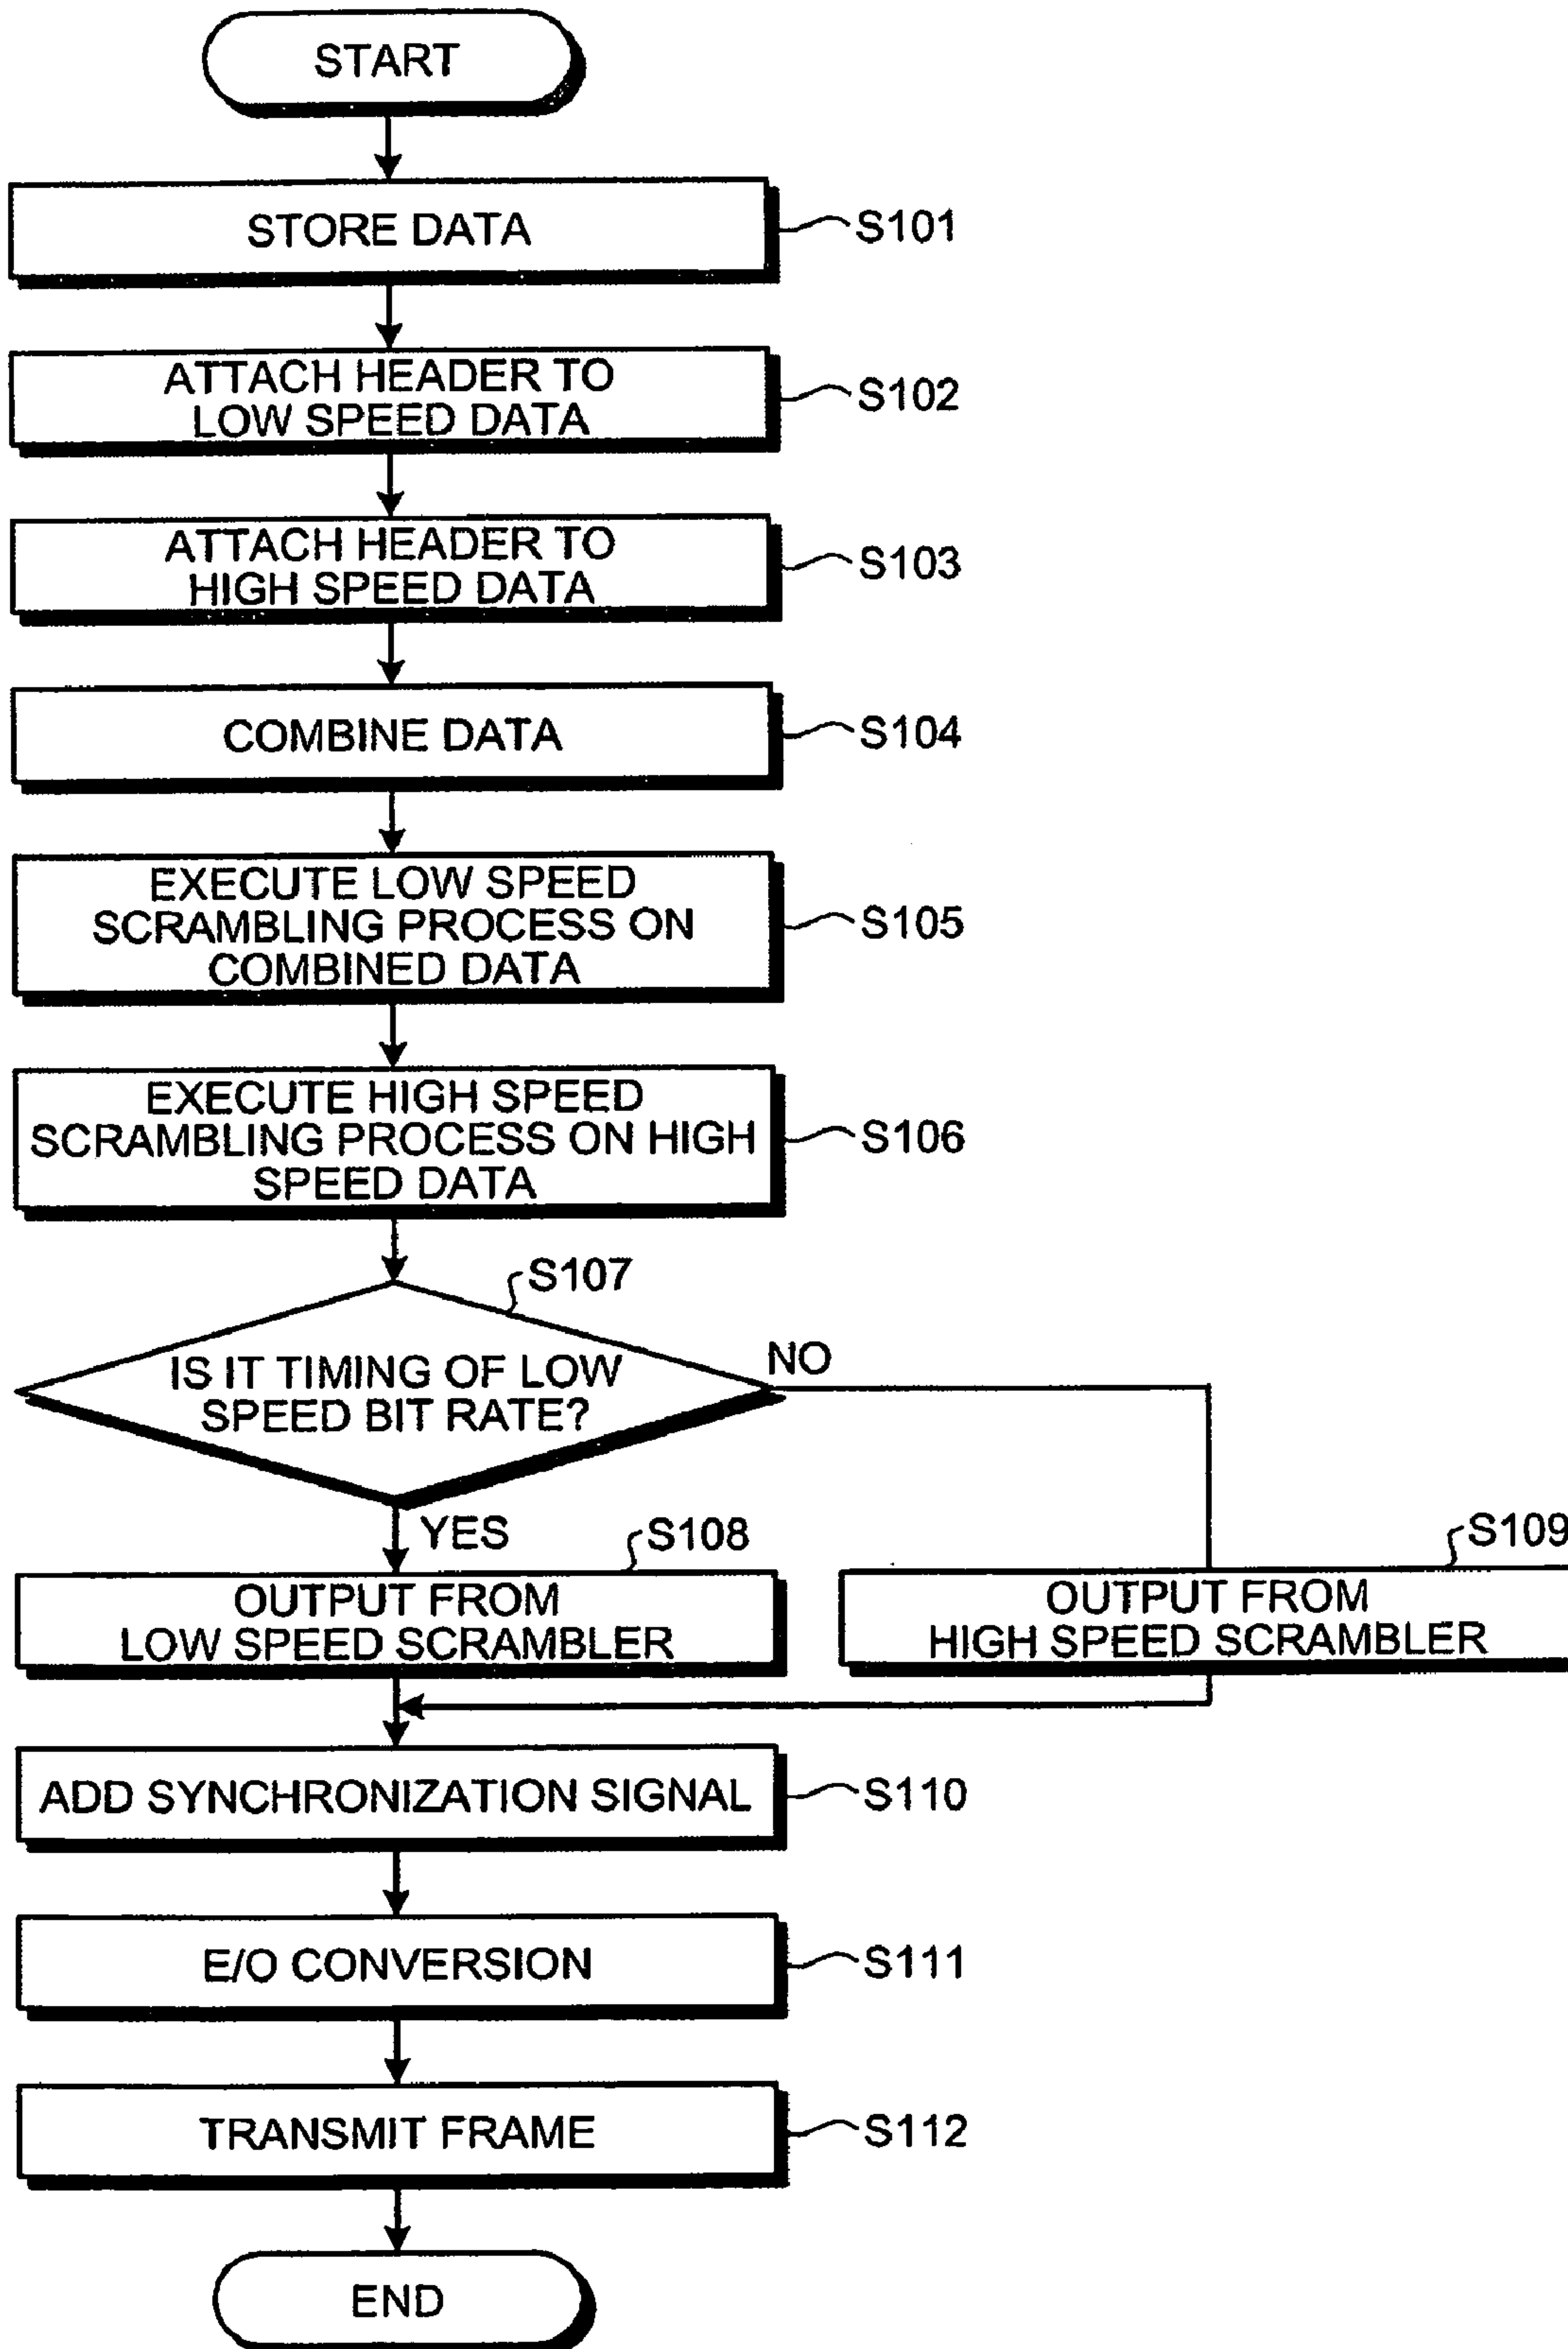 START
STORE DATA
S101
ATTACH HEADER TO
LOW SPEED DATA
S102
ATTACH HEADER TO
HIGH SPEED DATA
S103
COMBINE DATA
S104
EXECUTE LOW SPEED
SCRAMBLING PROCESS ON
COMBINED DATA
S105
EXECUTE HIGH SPEED
SCRAMBLING PROCESS ON HIGH
SPEED DATA
S106
S107
IS IT TIMING OF LOW
SPEED BIT RATE?
NO
YES
S108
OUTPUT FROM
LOW SPEED SCRAMBLER
S109
OUTPUT FROM
HIGH SPEED SCRAMBLER
ADD SYNCHRONIZATION SIGNAL
S110
E/O CONVERSION
S111
TRANSMIT FRAME
S112
END